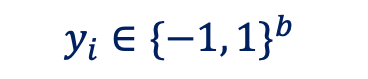 yᵢ ∈ {−1, 1}ᵇ